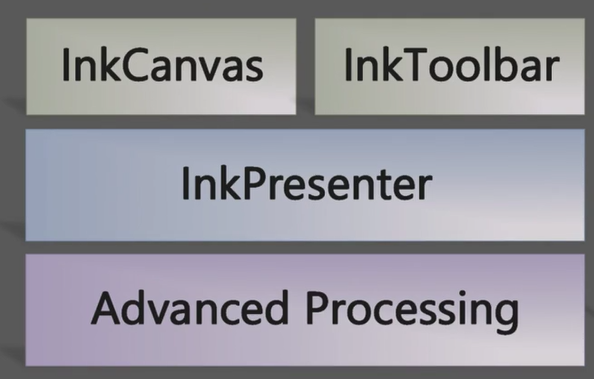 InkCanvas InkToolbar
InkPresenter
Advanced Processing